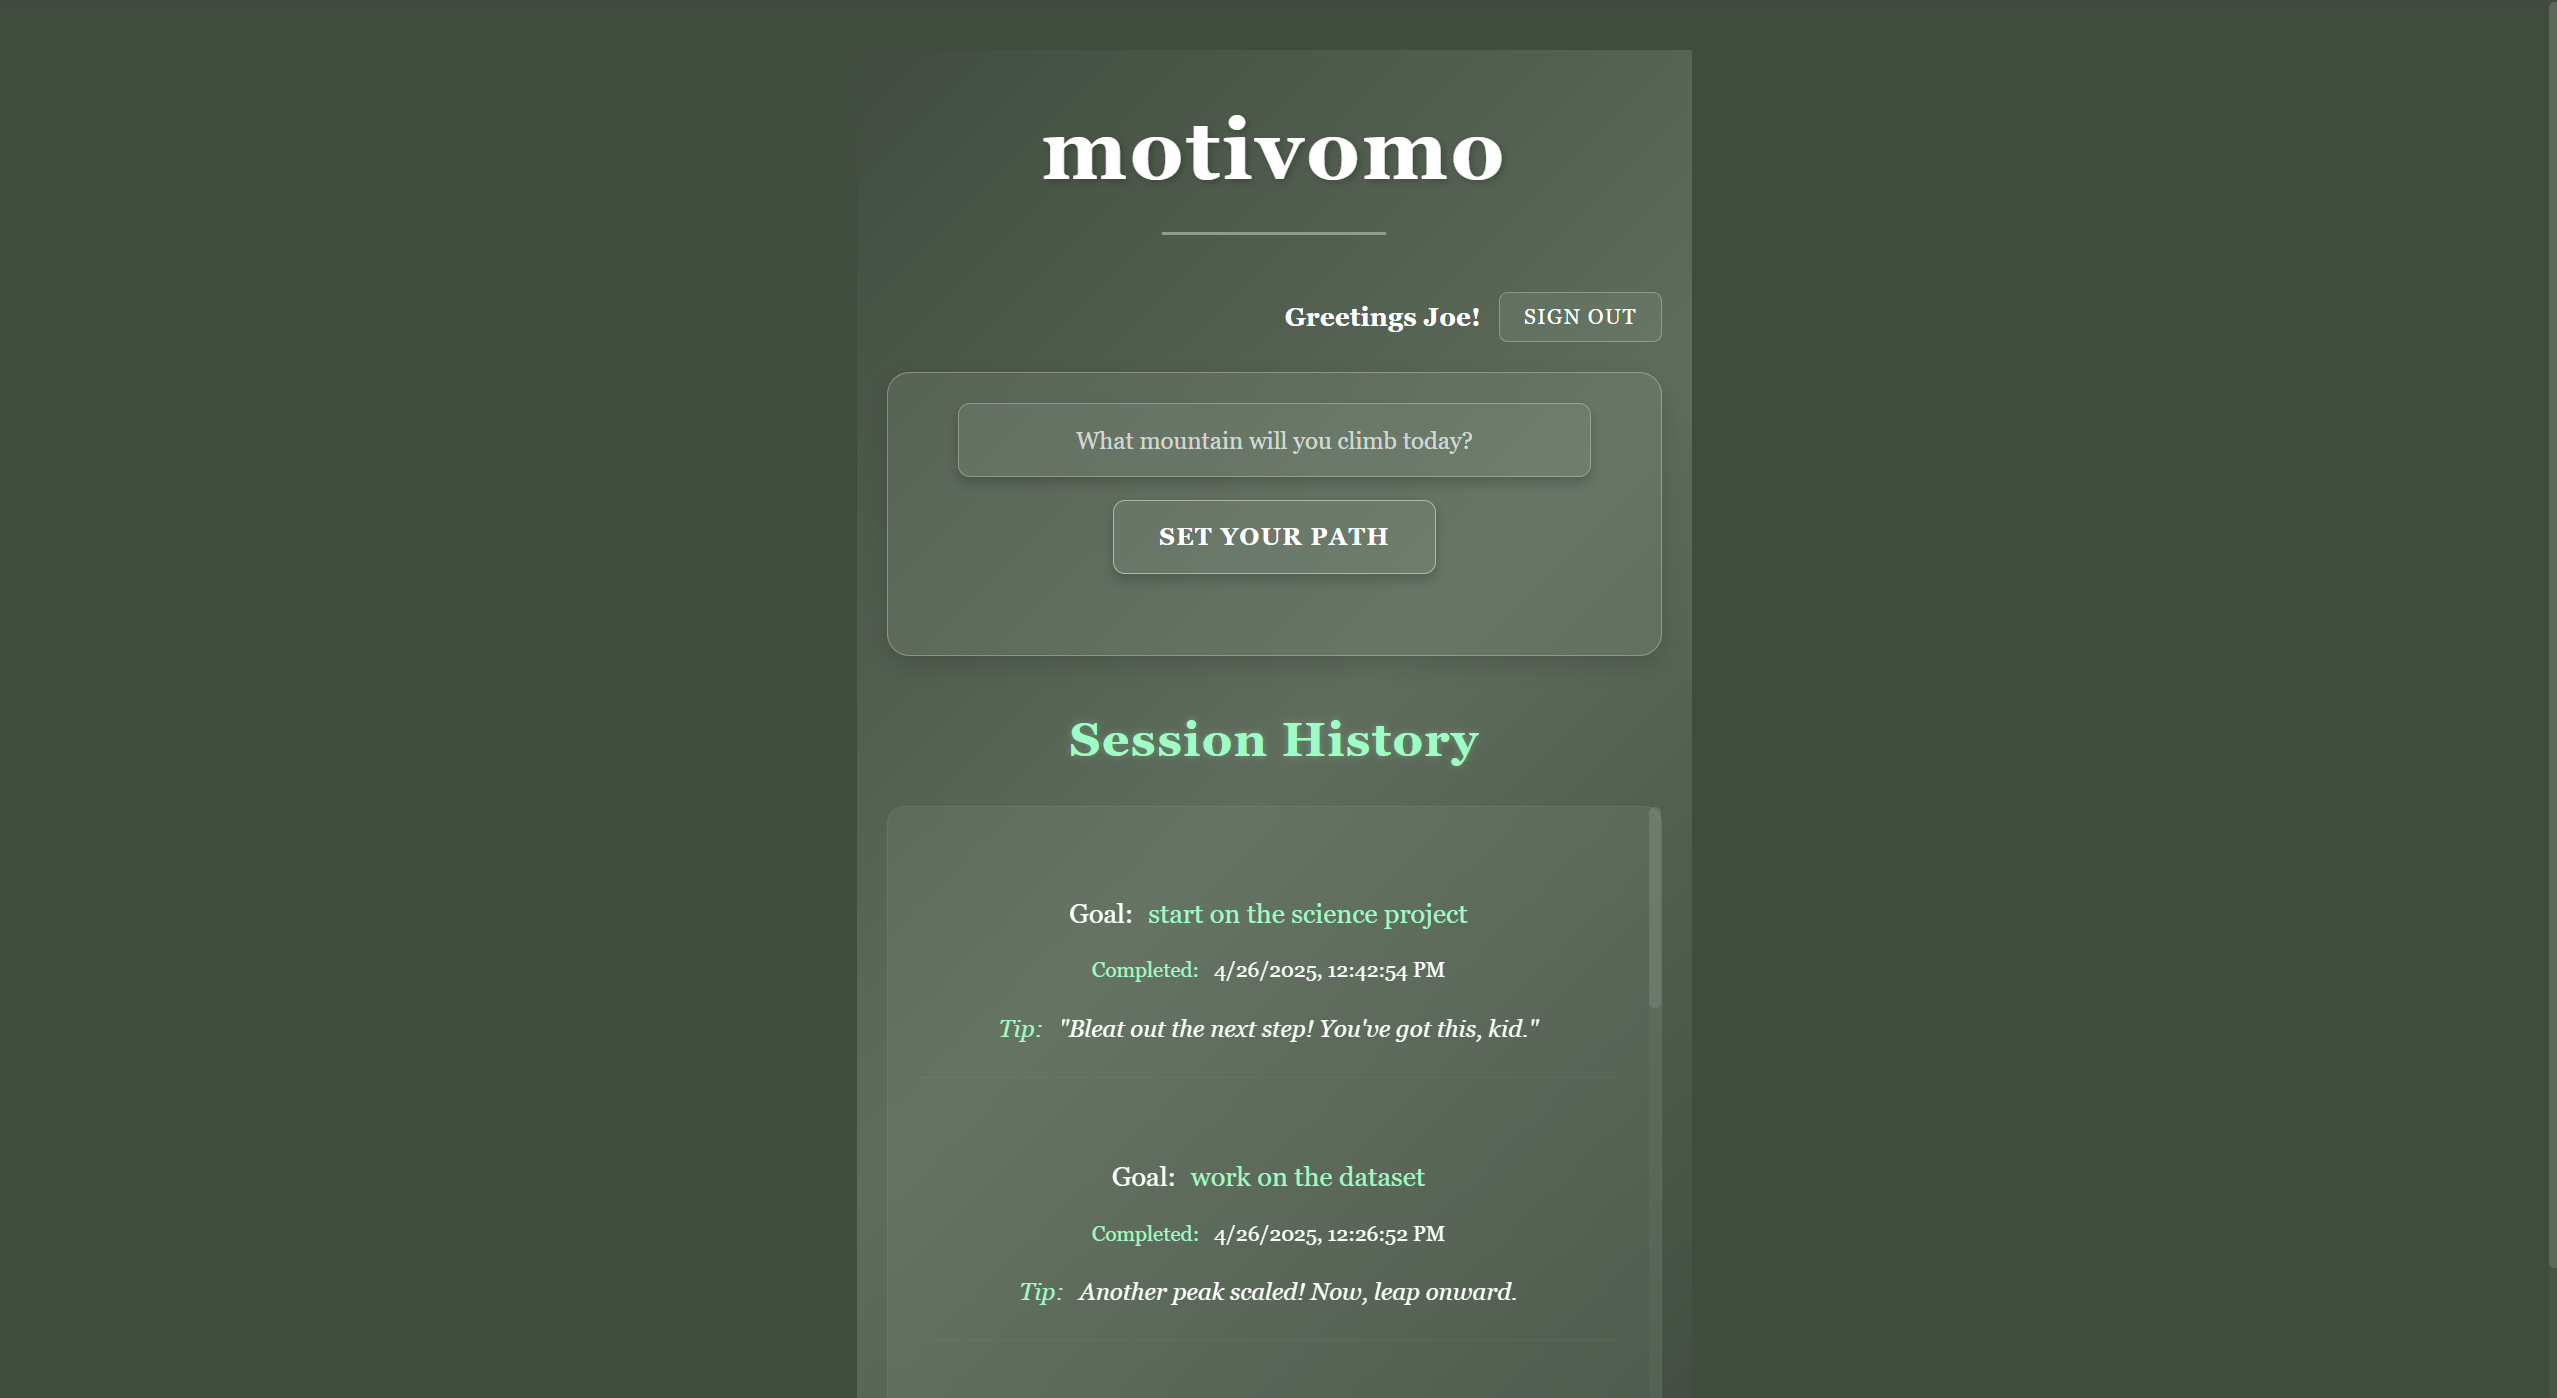 motivomo
Greetings Joe! SIGN OUT
What mountain will you climb today?
SET YOUR PATH
Session History
Goal: start on the science project
Completed: 4/26/2025, 12:42:54 PM
Tip: "Bleat out the next step! You've got this, kid."
Goal: work on the dataset
Completed: 4/26/2025, 12:26:52 PM
Tip: Another peak scaled! Now, leap onward.